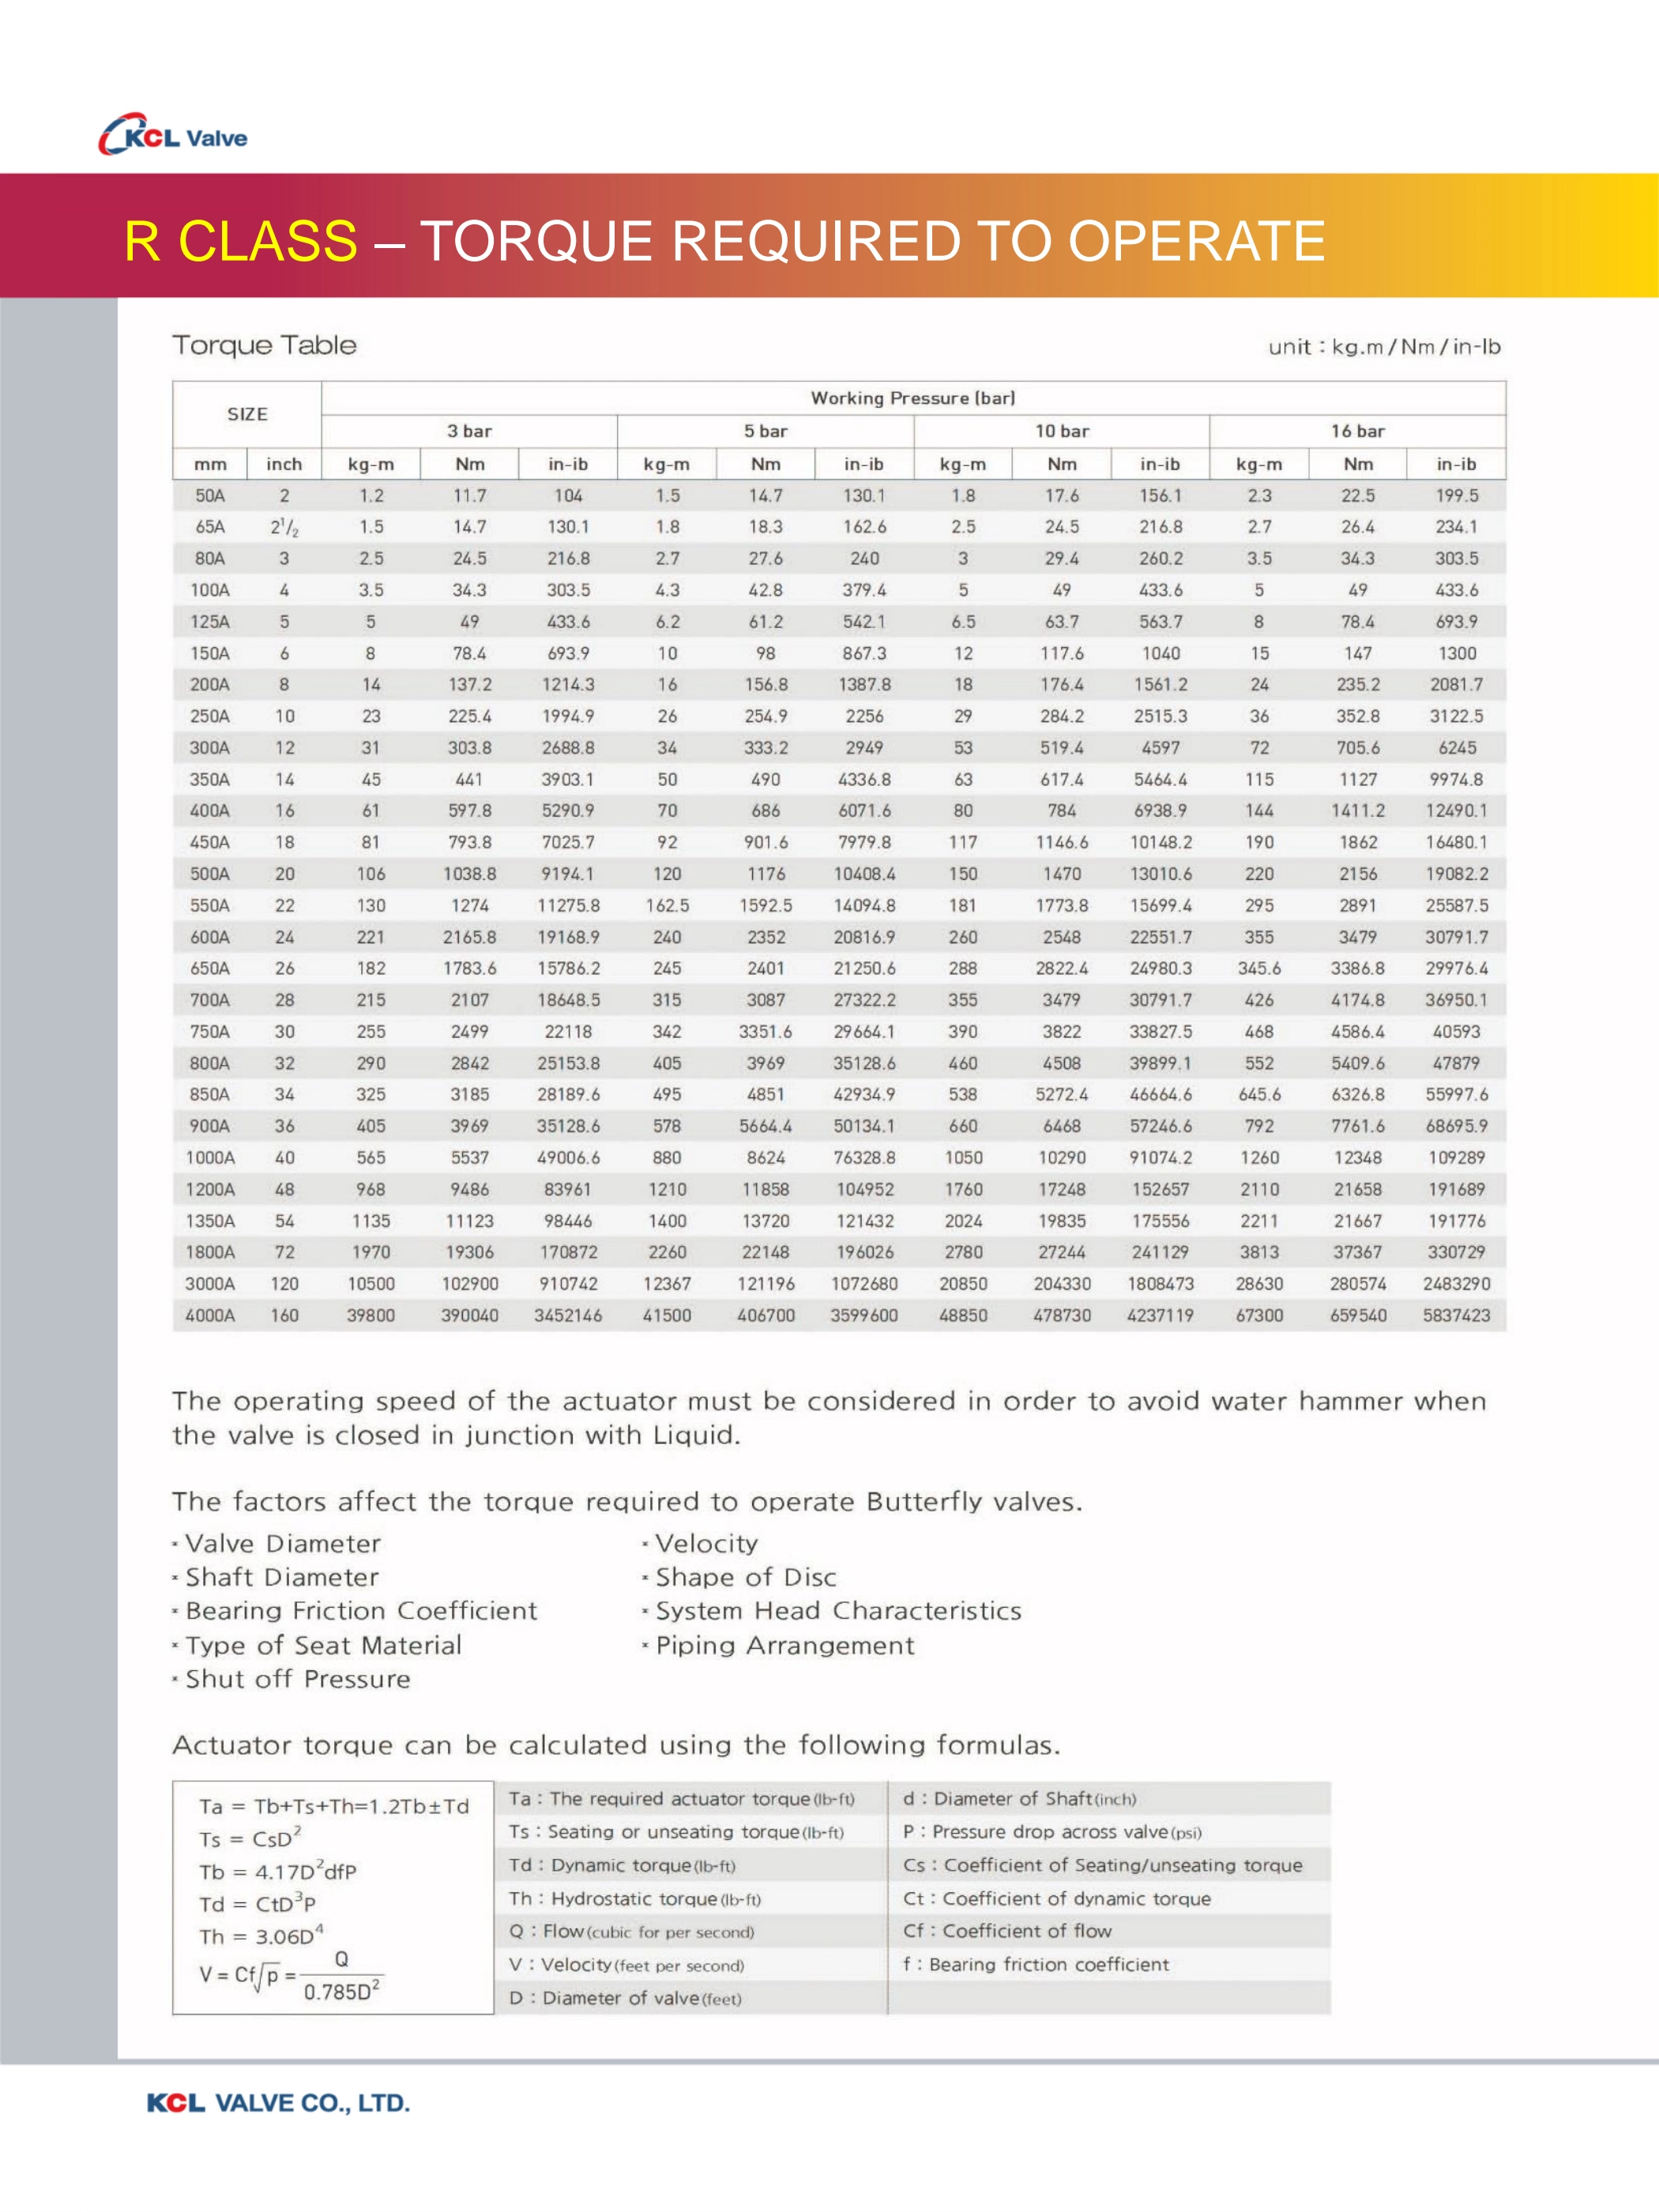 KCL Valve
R CLASS – TORQUE REQUIRED TO OPERATE
Torque Table
unit : kg.m / Nm / in-lb
SIZE Working Pressure (bar)
3 bar 5 bar 10 bar 16 bar
mm inch kg-m Nm in-ib kg-m Nm in-ib kg-m Nm in-ib kg-m Nm in-ib
50A 2 1.2 11.7 104 1.5 14.7 130.1 1.8 17.6 156.1 2.3 22.5 199.5
65A 2¹/₂ 1.5 14.7 130.1 1.8 18.3 162.6 2.5 24.5 216.8 2.7 26.4 234.1
80A 3 2.5 24.5 216.8 2.7 27.6 240 3 29.4 260.2 3.5 34.3 303.5
100A 4 3.5 34.3 303.5 4.3 42.8 379.4 5 49 433.6 5 49 433.6
125A 5 5 49 433.6 6.2 61.2 542.1 6.5 63.7 563.7 8 78.4 693.9
150A 6 8 78.4 693.9 10 98 867.3 12 117.6 1040 15 147 1300
200A 8 14 137.2 1214.3 16 156.8 1387.8 18 176.4 1561.2 24 235.2 2081.7
250A 10 23 225.4 1994.9 26 254.9 2256 29 284.2 2515.3 36 352.8 3122.5
300A 12 31 303.8 2688.8 34 333.2 2949 53 519.4 4597 72 705.6 6245
350A 14 45 441 3903.1 50 490 4336.8 63 617.4 5464.4 115 1127 9974.8
400A 16 61 597.8 5290.9 70 686 6071.6 80 784 6938.9 144 1411.2 12490.1
450A 18 81 793.8 7025.7 92 901.6 7979.8 117 1146.6 10148.2 190 1862 16480.1
500A 20 106 1038.8 9194.1 120 1176 10408.4 150 1470 13010.6 220 2156 19082.2
550A 22 130 1274 11275.8 162.5 1592.5 14094.8 181 1773.8 15699.4 295 2891 25587.5
600A 24 221 2165.8 19168.9 240 2352 20816.9 260 2548 22551.7 355 3479 30791.7
650A 26 182 1783.6 15786.2 245 2401 21250.6 288 2822.4 24980.3 345.6 3386.8 29976.4
700A 28 215 2107 18648.5 315 3087 27322.2 355 3479 30791.7 426 4174.8 36950.1
750A 30 255 2499 22118 342 3351.6 29664.1 390 3822 33827.5 468 4586.4 40593
800A 32 290 2842 25153.8 405 3969 35128.6 460 4508 39899.1 552 5409.6 47879
850A 34 325 3185 28189.6 495 4851 42934.9 538 5272.4 46664.6 645.6 6326.8 55997.6
900A 36 405 3969 35128.6 578 5664.4 50134.1 660 6468 57246.6 792 7761.6 68695.9
1000A 40 565 5537 49006.6 880 8624 76328.8 1050 10290 91074.2 1260 12348 109289
1200A 48 968 9486 83961 1210 11858 104952 1760 17248 152657 2110 21658 191689
1350A 54 1135 11123 98446 1400 13720 121432 2024 19835 175556 2211 21667 191776
1800A 72 1970 19306 170872 2260 22148 196026 2780 27244 241129 3813 37367 330729
3000A 120 10500 102900 910742 12367 121196 1072680 20850 204330 1808473 28630 280574 2483290
4000A 160 39800 390040 3452146 41500 406700 3599600 48850 478730 4237119 67300 659540 5837423
The operating speed of the actuator must be considered in order to avoid water hammer when
the valve is closed in junction with Liquid.
The factors affect the torque required to operate Butterfly valves.
* Valve Diameter
* Shaft Diameter
* Bearing Friction Coefficient
* Type of Seat Material
* Shut off Pressure
* Velocity
* Shape of Disc
* System Head Characteristics
* Piping Arrangement
Actuator torque can be calculated using the following formulas.
Ta = Tb+Ts+Th=1.2Tb±Td
Ts = CsD²
Tb = 4.17D²dfP
Td = CtD³P
Th = 3.06D⁴
V = Cf√p = Q / 0.785D²
Ta : The required actuator torque (lb-ft)
Ts : Seating or unseating torque (lb-ft)
Td : Dynamic torque (lb-ft)
Th : Hydrostatic torque (lb-ft)
Q : Flow (cubic for per second)
V : Velocity (feet per second)
D : Diameter of valve (feet)
d : Diameter of Shaft (inch)
P : Pressure drop across valve (psi)
Cs : Coefficient of Seating/unseating torque
Ct : Coefficient of dynamic torque
Cf : Coefficient of flow
f : Bearing friction coefficient
KCL VALVE CO., LTD.